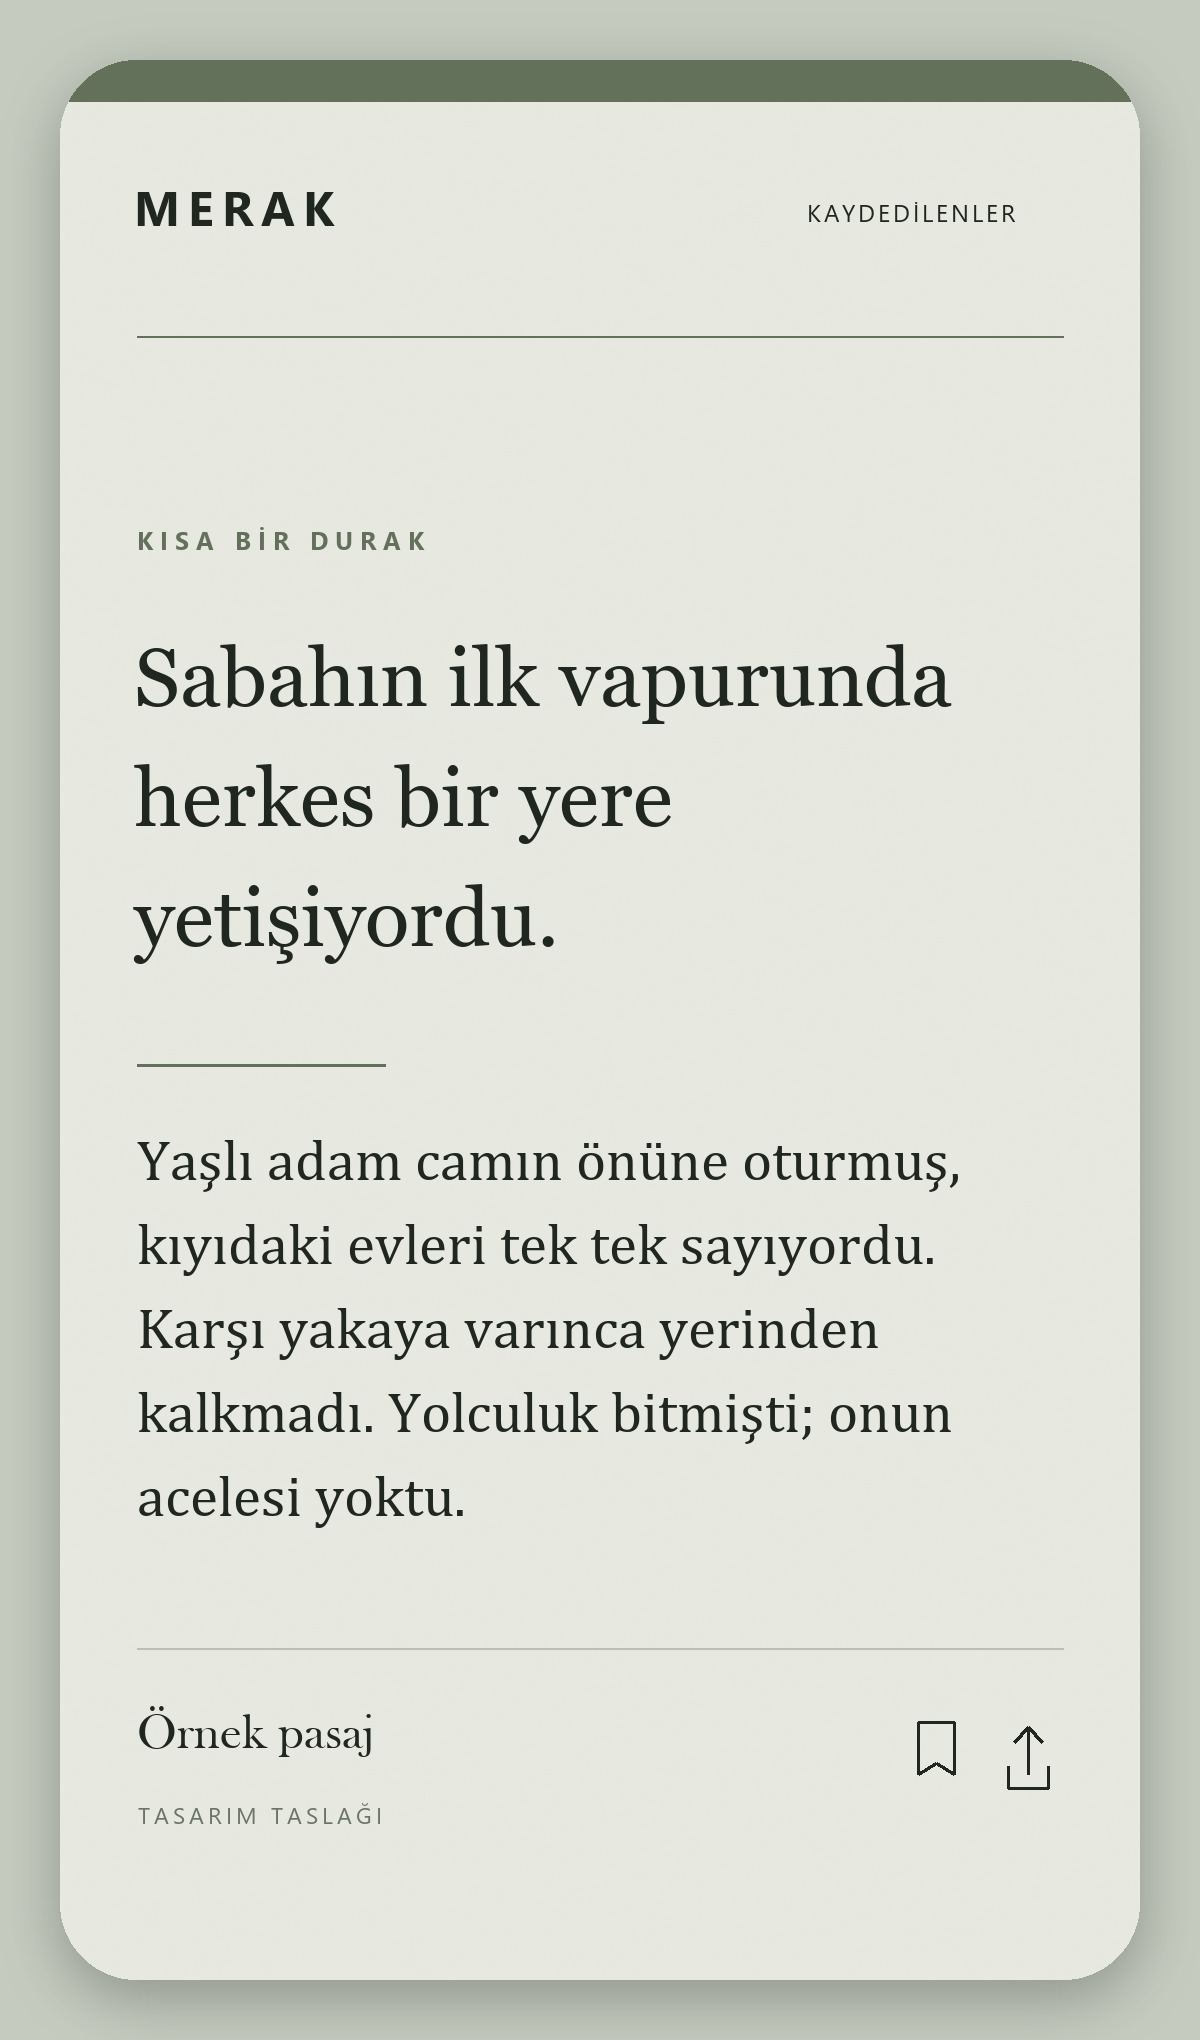 MERAK
KAYDEDİLENLER
KISA BİR DURAK
Sabahın ilk vapurunda
herkes bir yere
yetişiyordu.
Yaşlı adam camın önüne oturmuş,
kıyıdaki evleri tek tek sayıyordu.
Karşı yakaya varınca yerinden
kalkmadı. Yolculuk bitmişti; onun
acelesi yoktu.
Örnek pasaj
TASARIM TASLAĞI